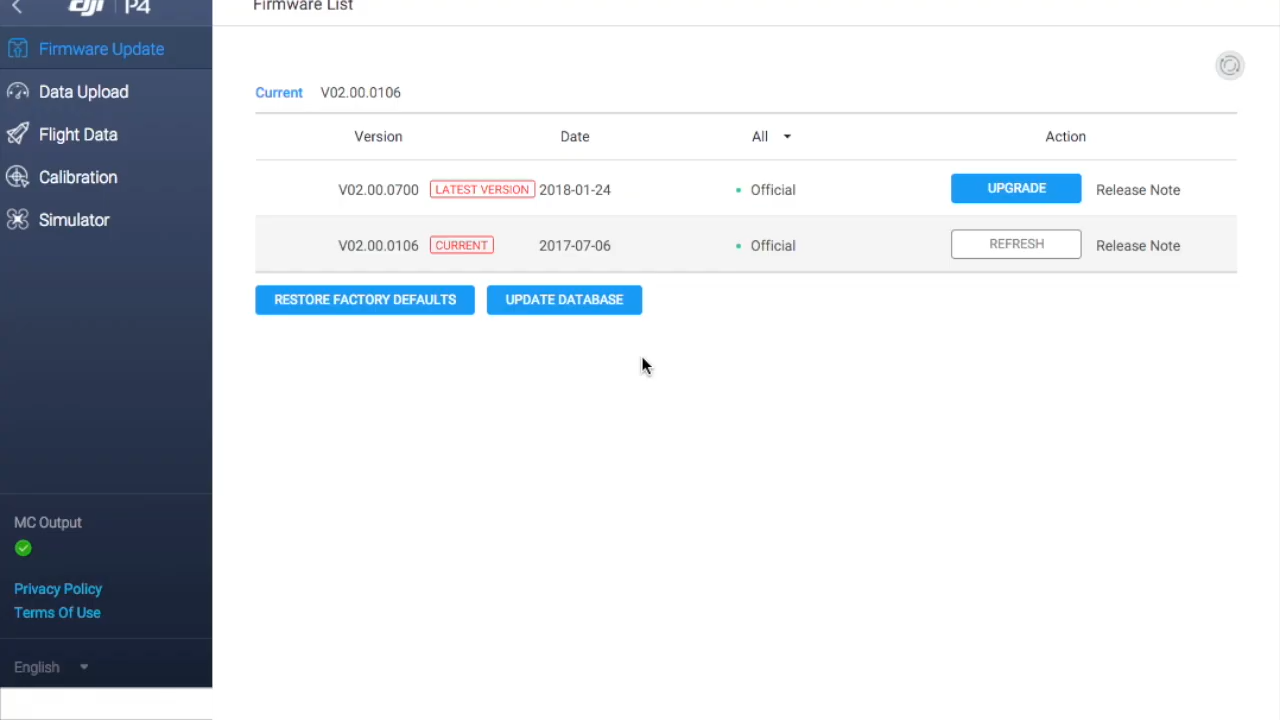 dji P4
Firmware List
Firmware Update
Data Upload
Flight Data
Calibration
Simulator
Current V02.00.0106
Version Date All Action
V02.00.0700 LATEST VERSION 2018-01-24 Official UPGRADE Release Note
V02.00.0106 CURRENT 2017-07-06 Official REFRESH Release Note
RESTORE FACTORY DEFAULTS UPDATE DATABASE
MC Output
Privacy Policy
Terms Of Use
English